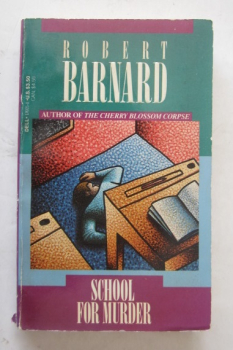 ROBERT
BARNARD
AUTHOR OF THE CHERRY BLOSSOM CORPSE
SCHOOL
FOR MURDER